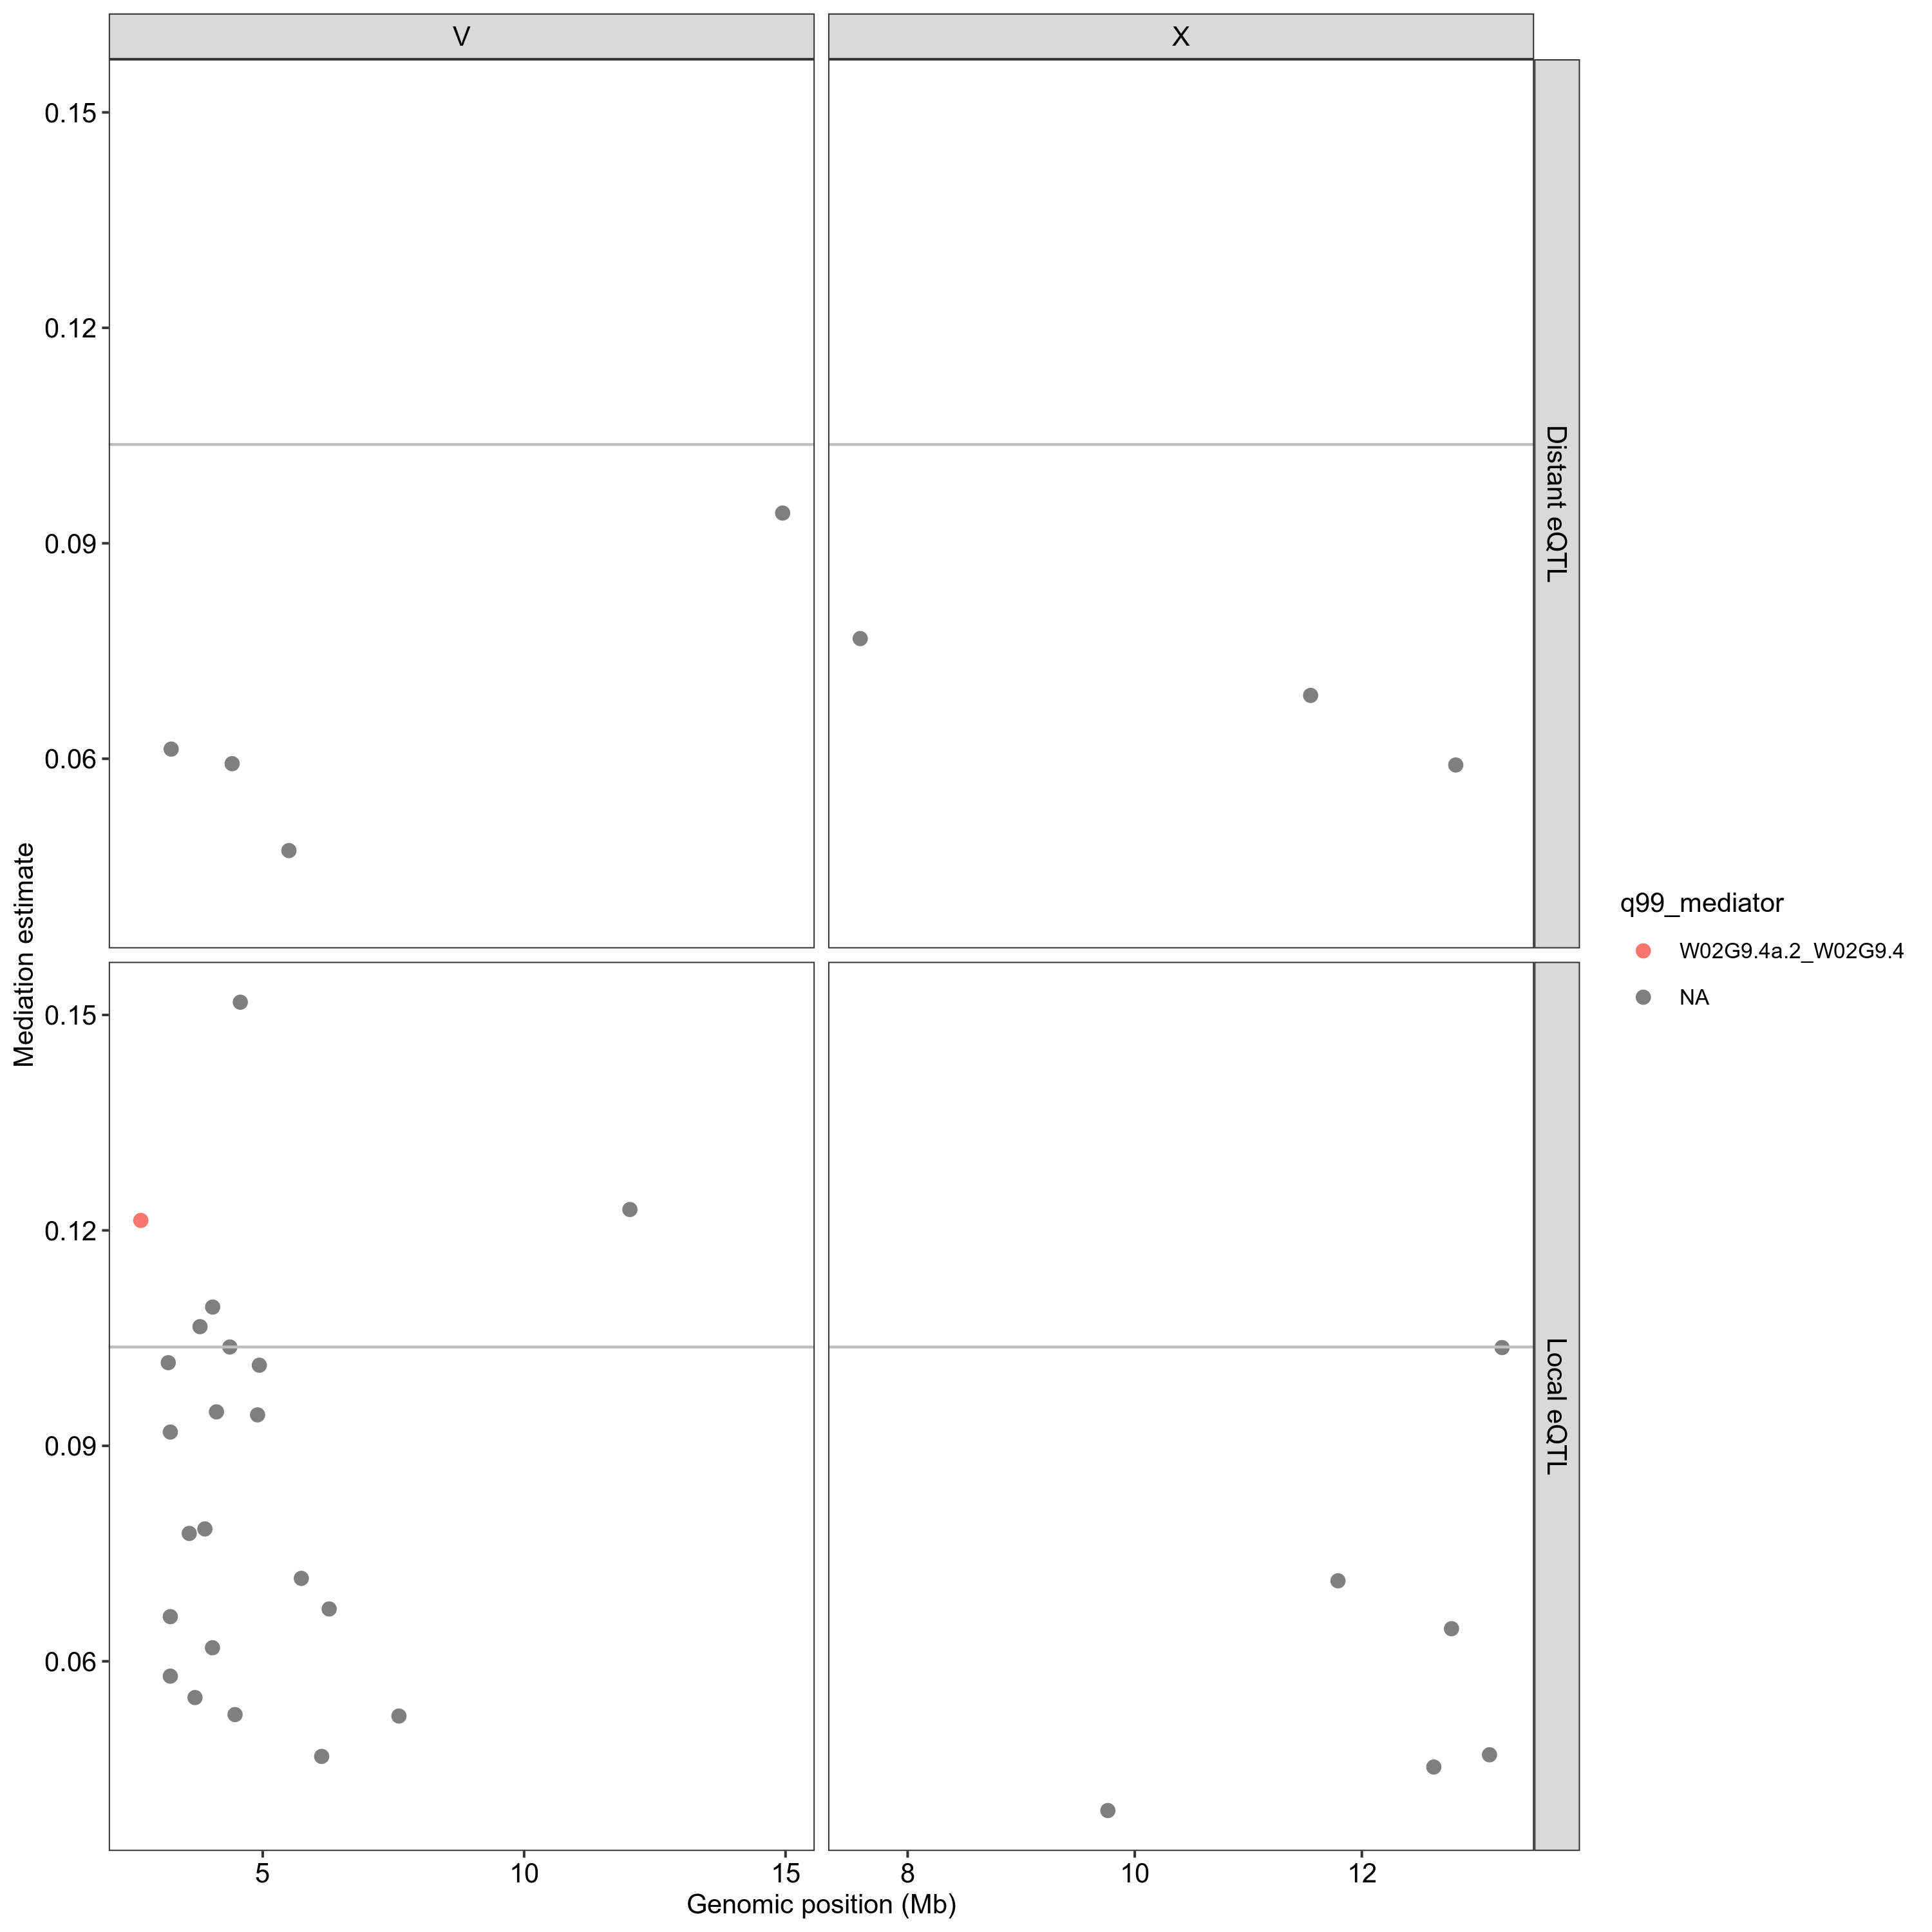 V
X
0.15
0.12
0.09
0.06
Distant eQTL
Mediation estimate
0.15
0.12
0.09
0.06
Local eQTL
5
10
15
8
10
12
Genomic position (Mb)
q99_mediator
W02G9.4a.2_W02G9.4
NA